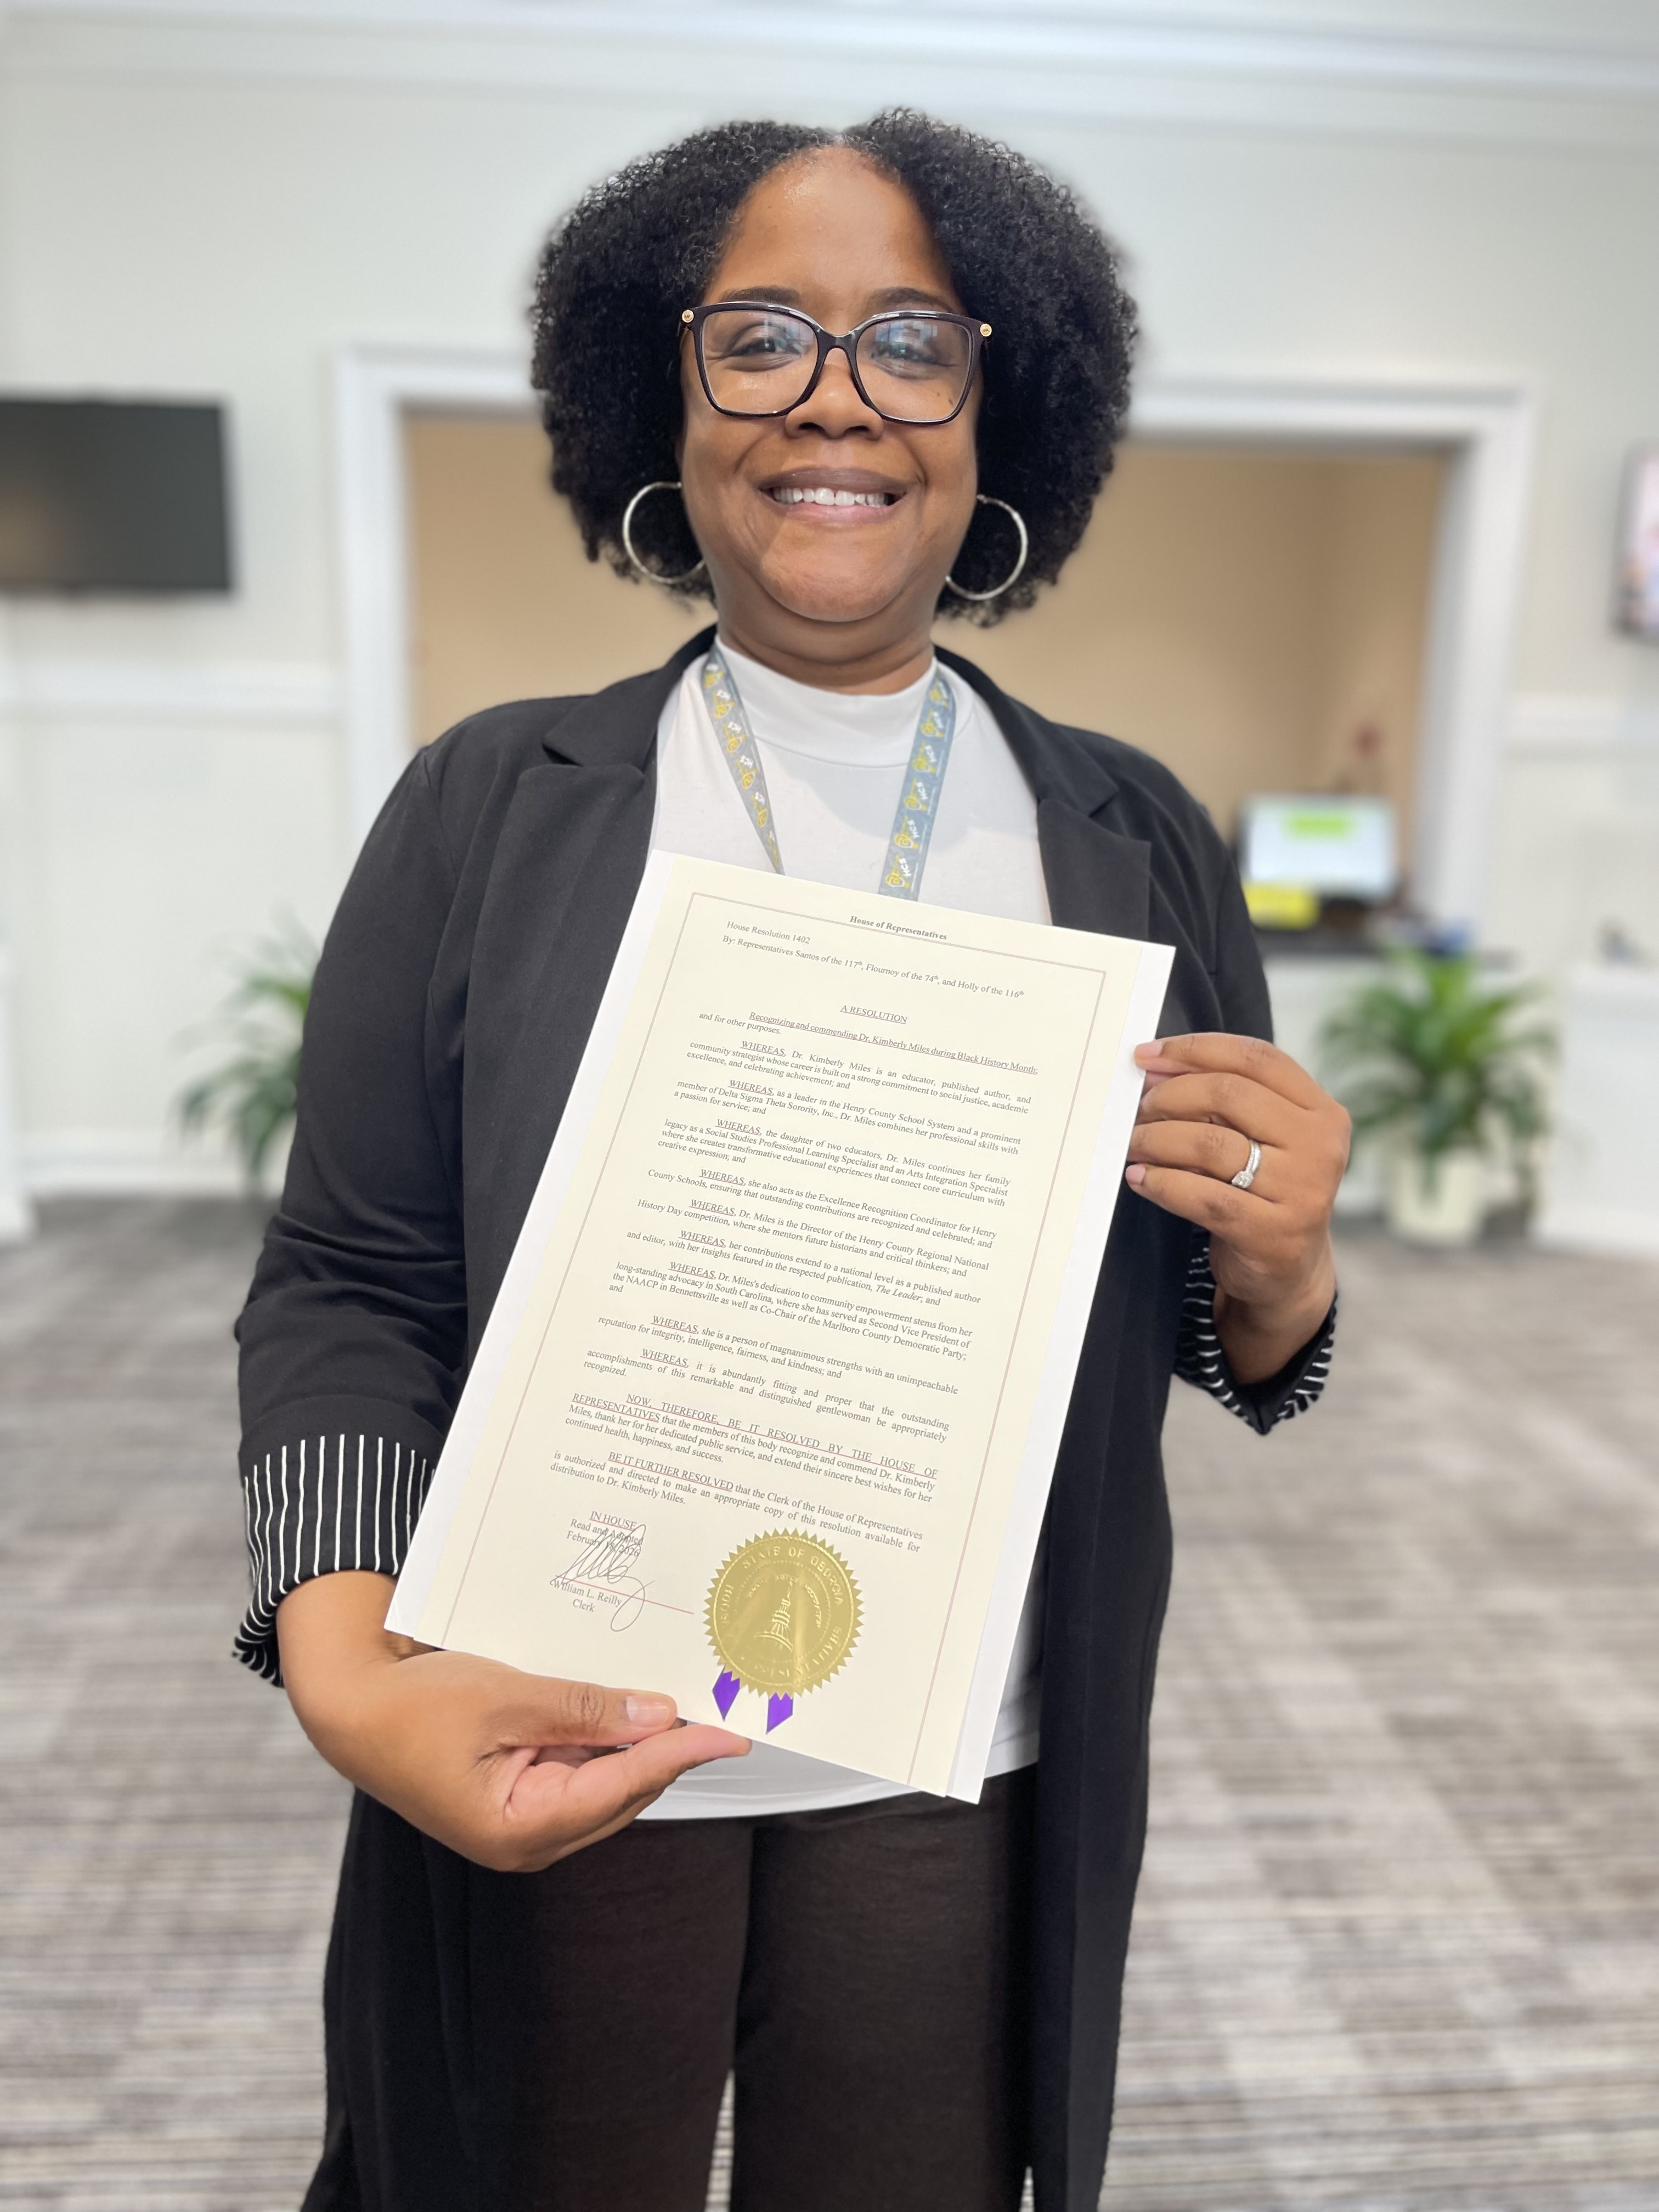 House of Representatives
House Resolution 1402
By: Representatives Santos of the 117th, Flournoy of the 74th, and Holly of the 116th
A RESOLUTION
Recognizing and commending Dr. Kimberly Miles during Black History Month;
and for other purposes.
WHEREAS, Dr. Kimberly Miles is an educator, published author, and
community strategist whose career is built on a strong commitment to social justice, academic
excellence, and celebrating achievement; and
WHEREAS, as a leader in the Henry County School System and a prominent
member of Delta Sigma Theta Sorority, Inc., Dr. Miles combines her professional skills with
a passion for service; and
WHEREAS, the daughter of two educators, Dr. Miles continues her family
legacy as a Social Studies Professional Learning Specialist and an Arts Integration Specialist
where she creates transformative educational experiences that connect core curriculum with
creative expression; and
WHEREAS, she also acts as the Excellence Recognition Coordinator for Henry
County Schools, ensuring that outstanding contributions are recognized and celebrated; and
WHEREAS, Dr. Miles is the Director of the Henry County Regional National
History Day competition, where she mentors future historians and critical thinkers; and
WHEREAS, her contributions extend to a national level as a published author
and editor, with her insights featured in the respected publication, The Leader; and
WHEREAS, Dr. Miles's dedication to community empowerment stems from her
long-standing advocacy in South Carolina, where she has served as Second Vice President of
the NAACP in Bennettsville as well as Co-Chair of the Marlboro County Democratic Party;
and
WHEREAS, she is a person of magnanimous strengths with an unimpeachable
reputation for integrity, intelligence, fairness, and kindness; and
WHEREAS, it is abundantly fitting and proper that the outstanding
accomplishments of this remarkable and distinguished gentlewoman be appropriately
recognized.
NOW, THEREFORE, BE IT RESOLVED BY THE HOUSE OF
REPRESENTATIVES that the members of this body recognize and commend Dr. Kimberly
Miles, thank her for her dedicated public service, and extend their sincere best wishes for her
continued health, happiness, and success.
BE IT FURTHER RESOLVED that the Clerk of the House of Representatives
is authorized and directed to make an appropriate copy of this resolution available for
distribution to Dr. Kimberly Miles.
IN HOUSE
Read and Adopted
February 2026
William L. Reilly
Clerk
STATE OF GEORGIA
HCS